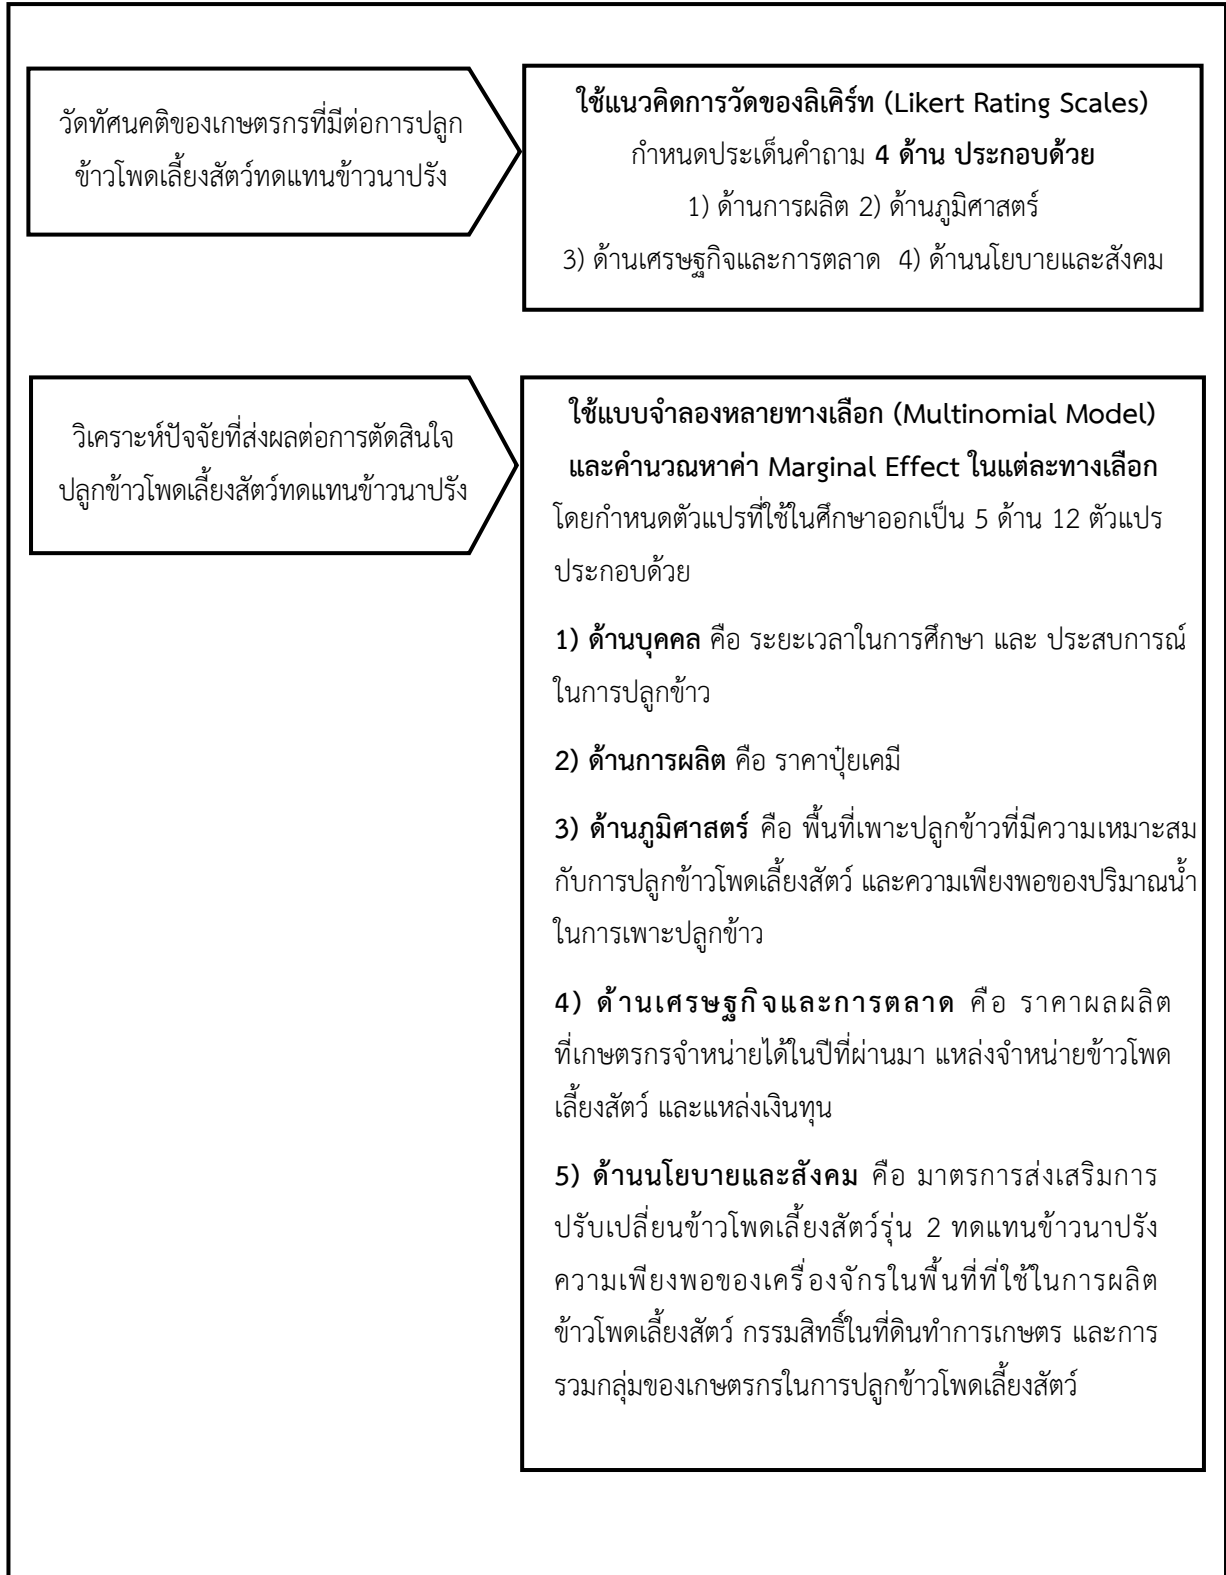 วัดทัศนคติของเกษตรกรที่มีต่อการปลูก
ข้าวโพดเลี้ยงสัตว์ทดแทนข้าวนาปรัง
ใช้แนวคิดการวัดของลิเคิร์ท (Likert Rating Scales)
กำหนดประเด็นคำถาม 4 ด้าน ประกอบด้วย
1) ด้านการผลิต 2) ด้านภูมิศาสตร์
3) ด้านเศรษฐกิจและการตลาด 4) ด้านนโยบายและสังคม
วิเคราะห์ปัจจัยที่ส่งผลต่อการตัดสินใจ
ปลูกข้าวโพดเลี้ยงสัตว์ทดแทนข้าวนาปรัง
ใช้แบบจำลองหลายทางเลือก (Multinomial Model)
และคำนวณหาค่า Marginal Effect ในแต่ละทางเลือก
โดยกำหนดตัวแปรที่ใช้ในศึกษาออกเป็น 5 ด้าน 12 ตัวแปร
ประกอบด้วย
1) ด้านบุคคล คือ ระยะเวลาในการศึกษา และ ประสบการณ์
ในการปลูกข้าว
2) ด้านการผลิต คือ ราคาปุ๋ยเคมี
3) ด้านภูมิศาสตร์ คือ พื้นที่เพาะปลูกข้าวที่มีความเหมาะสม
กับการปลูกข้าวโพดเลี้ยงสัตว์ และความเพียงพอของปริมาณน้ำ
ในการเพาะปลูกข้าว
4) ด้านเศรษฐกิจและการตลาด คือ ราคาผลผลิต
ที่เกษตรกรจำหน่ายได้ในปีที่ผ่านมา แหล่งจำหน่ายข้าวโพด
เลี้ยงสัตว์ และแหล่งเงินทุน
5) ด้านนโยบายและสังคม คือ มาตรการส่งเสริมการ
ปรับเปลี่ยนข้าวโพดเลี้ยงสัตว์รุ่น 2 ทดแทนข้าวนาปรัง
ความเพียงพอของเครื่องจักรในพื้นที่ที่ใช้ในการผลิต
ข้าวโพดเลี้ยงสัตว์ กรรมสิทธิ์ในที่ดินทำการเกษตร และการ
รวมกลุ่มของเกษตรกรในการปลูกข้าวโพดเลี้ยงสัตว์